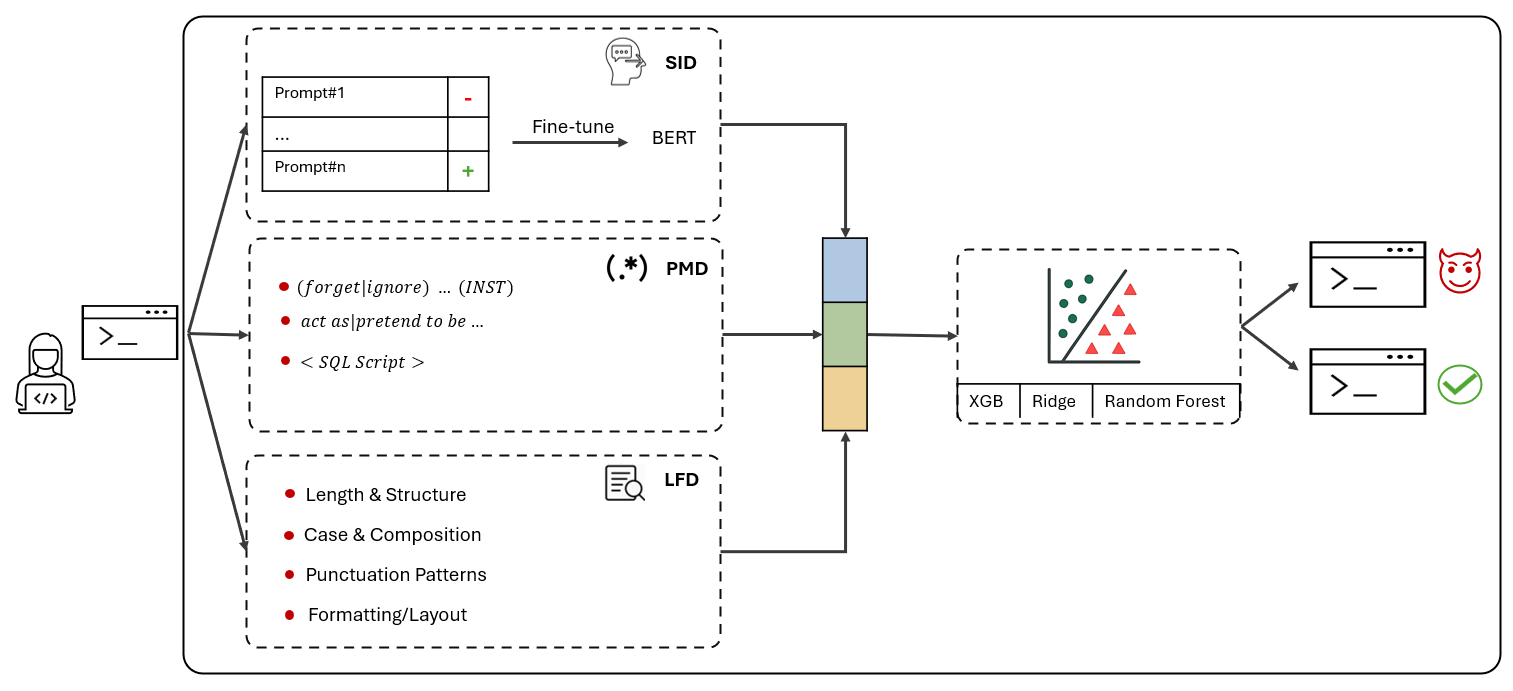 SID
Prompt#1 -
...
Prompt#n +
Fine-tune
BERT
(.*) PMD
(forget|ignore) ... (INST)
act as|pretend to be ...
< SQL Script >
LFD
Length & Structure
Case & Composition
Punctuation Patterns
Formatting/Layout
>_
</>
XGB Ridge Random Forest
>_
>_